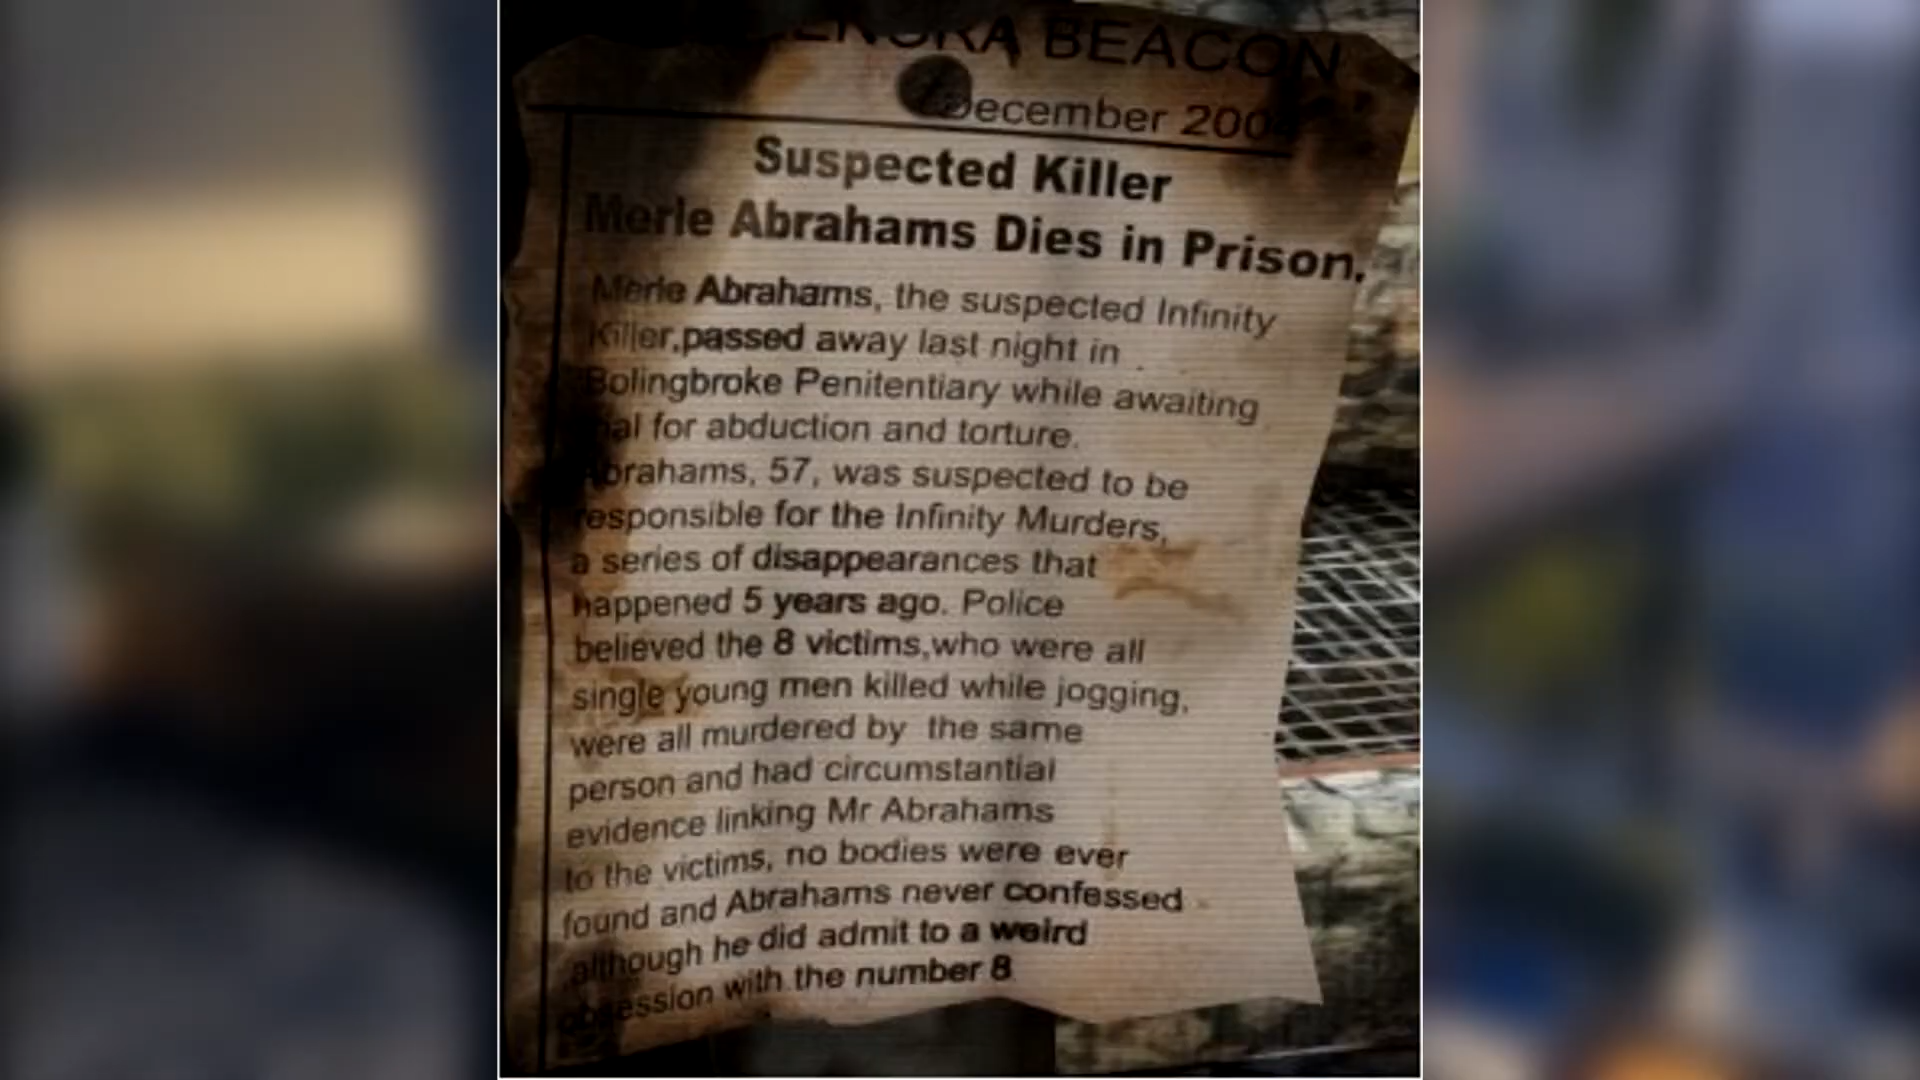 BEACON
December 200
Suspected Killer
Merle Abrahams Dies in Prison.
Merle Abrahams, the suspected Infinity
Killer,passed away last night in
Bolingbroke Penitentiary while awaiting
for abduction and torture.
Abrahams, 57, was suspected to be
responsible for the Infinity Murders,
a series of disappearances that
happened 5 years ago. Police
believed the 8 victims,who were all
single young men killed while jogging,
were all murdered by the same
person and had circumstantial
evidence linking Mr Abrahams
to the victims, no bodies were ever
found and Abrahams never confessed
although he did admit to a weird
obsession with the number 8